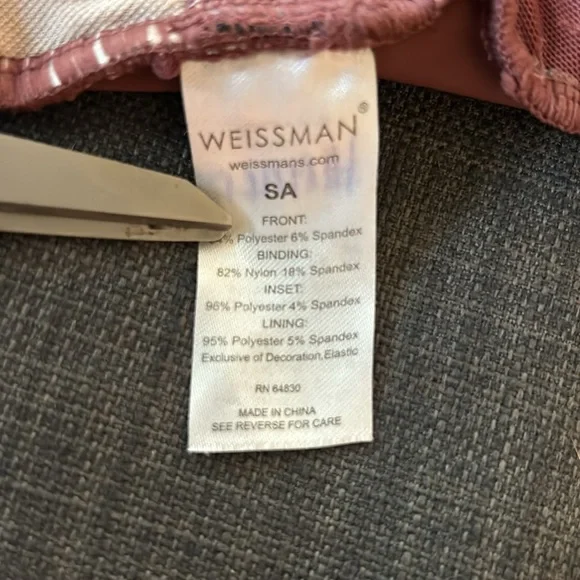 WEISSMAN®
weissmans.com
SA
FRONT:
% Polyester 6% Spandex
BINDING:
82% Nylon 18% Spandex
INSET:
96% Polyester 4% Spandex
LINING:
95% Polyester 5% Spandex
Exclusive of Decoration,Elastic
RN 64830
MADE IN CHINA
SEE REVERSE FOR CARE